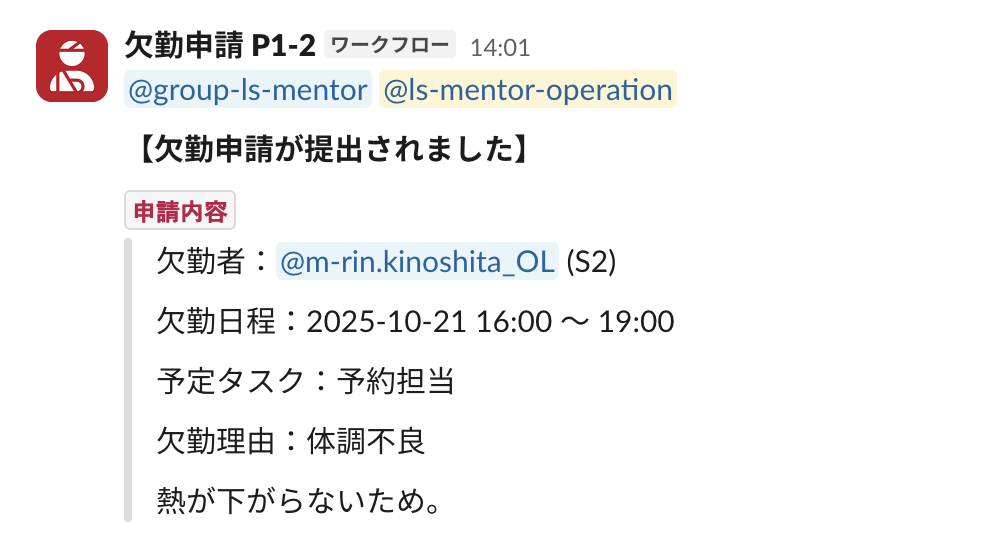 欠勤申請 P1-2 ワークフロー 14:01
@group-ls-mentor @ls-mentor-operation
【欠勤申請が提出されました】
申請内容
欠勤者：@m-rin.kinoshita_OL (S2)
欠勤日程：2025-10-21 16:00 〜 19:00
予定タスク：予約担当
欠勤理由：体調不良
熱が下がらないため。